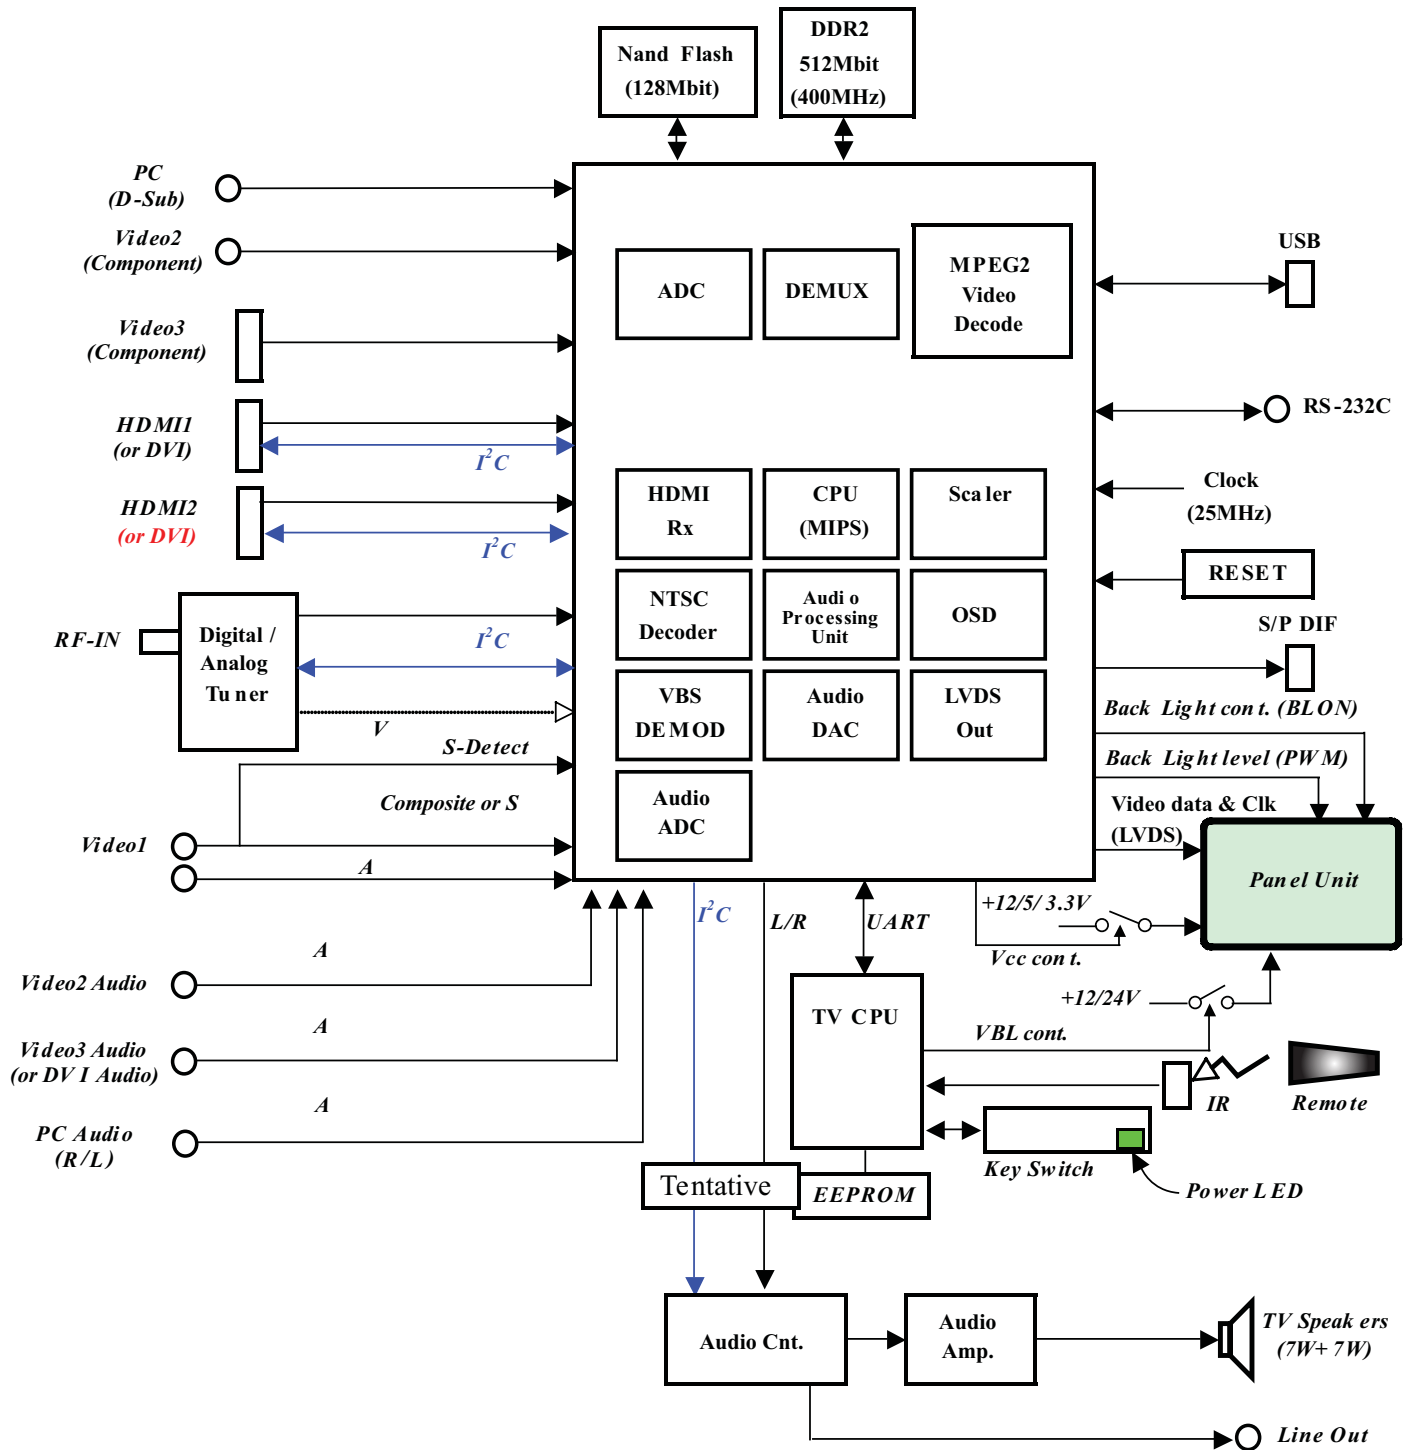 Nand Flash
(128Mbit)
DDR2
512Mbit
(400MHz)
PC
(D-Sub)
Video2
(Component)
Video3
(Component)
HDMI1
(or DVI)
I²C
HDMI2
(or DVI)
I²C
RF-IN
Digital /
Analog
Tuner
I²C
V
S-Detect
Composite or S
Video1
A
A
Video2 Audio
A
Video3 Audio
(or DVI Audio)
A
PC Audio
(R/L)
ADC
DEMUX
MPEG2
Video
Decode
HDMI
Rx
CPU
(MIPS)
Scaler
NTSC
Decoder
Audio
Processing
Unit
OSD
VBS
DEMOD
Audio
DAC
LVDS
Out
Audio
ADC
USB
RS-232C
Clock
(25MHz)
RESET
S/PDIF
Back Light cont. (BLON)
Back Light level (PWM)
Video data & Clk
(LVDS)
Panel Unit
I²C
L/R
UART
+12/5/3.3V
Vcc cont.
+12/24V
TV CPU
VBL cont.
IR
Remote
Key Switch
Power LED
Tentative
EEPROM
Audio Cnt.
Audio
Amp.
TV Speakers
(7W+7W)
Line Out